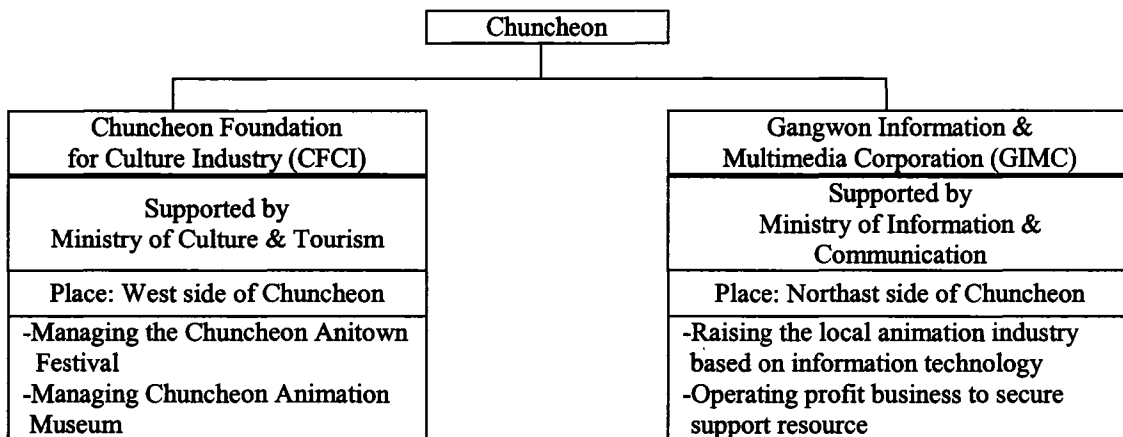 Chuncheon
Chuncheon Foundation
for Culture Industry (CFCI)
Supported by
Ministry of Culture & Tourism
Place: West side of Chuncheon
-Managing the Chuncheon Anitown
Festival
-Managing Chuncheon Animation
Museum
Gangwon Information &
Multimedia Corporation (GIMC)
Supported by
Ministry of Information &
Communication
Place: Northast side of Chuncheon
-Raising the local animation industry
based on information technology
-Operating profit business to secure
support resource